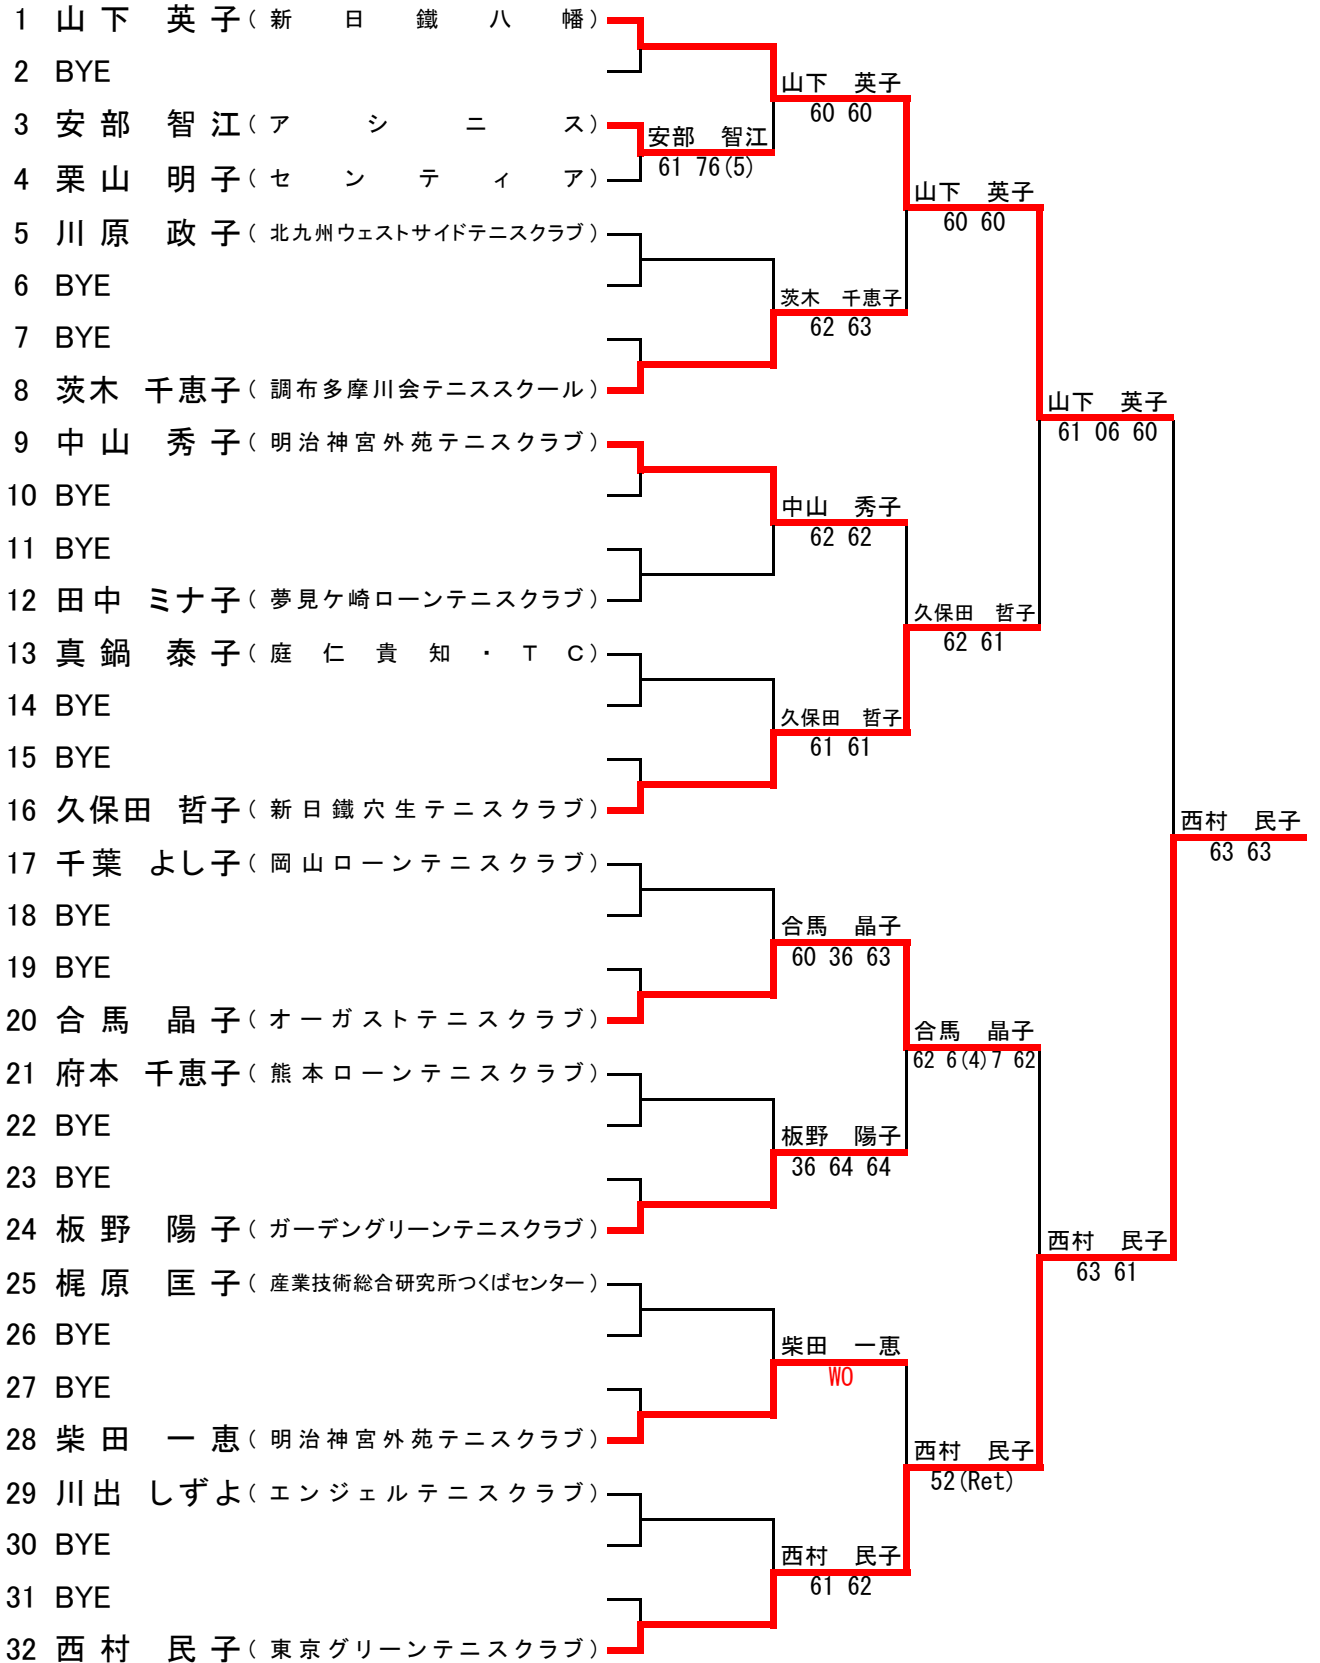 1 山下 英子 (新日鐵八幡)
2 BYE
山下 英子
60 60
3 安部 智江 (アシニス)
安部 智江
61 76(5)
4 栗山 明子 (センティア)
山下 英子
60 60
5 川原 政子 (北九州ウェストサイドテニスクラブ)
6 BYE
茨木 千恵子
62 63
7 BYE
8 茨木 千恵子 (調布多摩川会テニススクール)
山下 英子
61 06 60
9 中山 秀子 (明治神宮外苑テニスクラブ)
10 BYE
中山 秀子
62 62
11 BYE
12 田中 ミナ子 (夢見ケ崎ローンテニスクラブ)
久保田 哲子
62 61
13 真鍋 泰子 (庭仁貴知・TC)
14 BYE
久保田 哲子
61 61
15 BYE
16 久保田 哲子 (新日鐵穴生テニスクラブ)
西村 民子
63 63
17 千葉 よし子 (岡山ローンテニスクラブ)
18 BYE
合馬 晶子
60 36 63
19 BYE
20 合馬 晶子 (オーガストテニスクラブ)
合馬 晶子
62 6(4)7 62
21 府本 千恵子 (熊本ローンテニスクラブ)
22 BYE
板野 陽子
36 64 64
23 BYE
24 板野 陽子 (ガーデングリーンテニスクラブ)
西村 民子
63 61
25 梶原 匡子 (産業技術総合研究所つくばセンター)
26 BYE
柴田 一恵
WO
27 BYE
28 柴田 一恵 (明治神宮外苑テニスクラブ)
西村 民子
52(Ret)
29 川出 しずよ (エンジェルテニスクラブ)
30 BYE
西村 民子
61 62
31 BYE
32 西村 民子 (東京グリーンテニスクラブ)